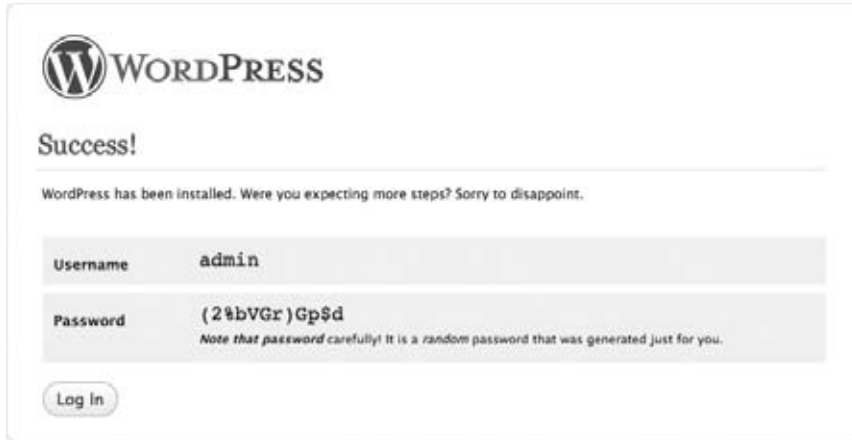 WORDPRESS
Success!
WordPress has been installed. Were you expecting more steps? Sorry to disappoint.
Username admin
Password (2%bVGr)Gp$d
Note that password carefully! It is a random password that was generated just for you.
Log In